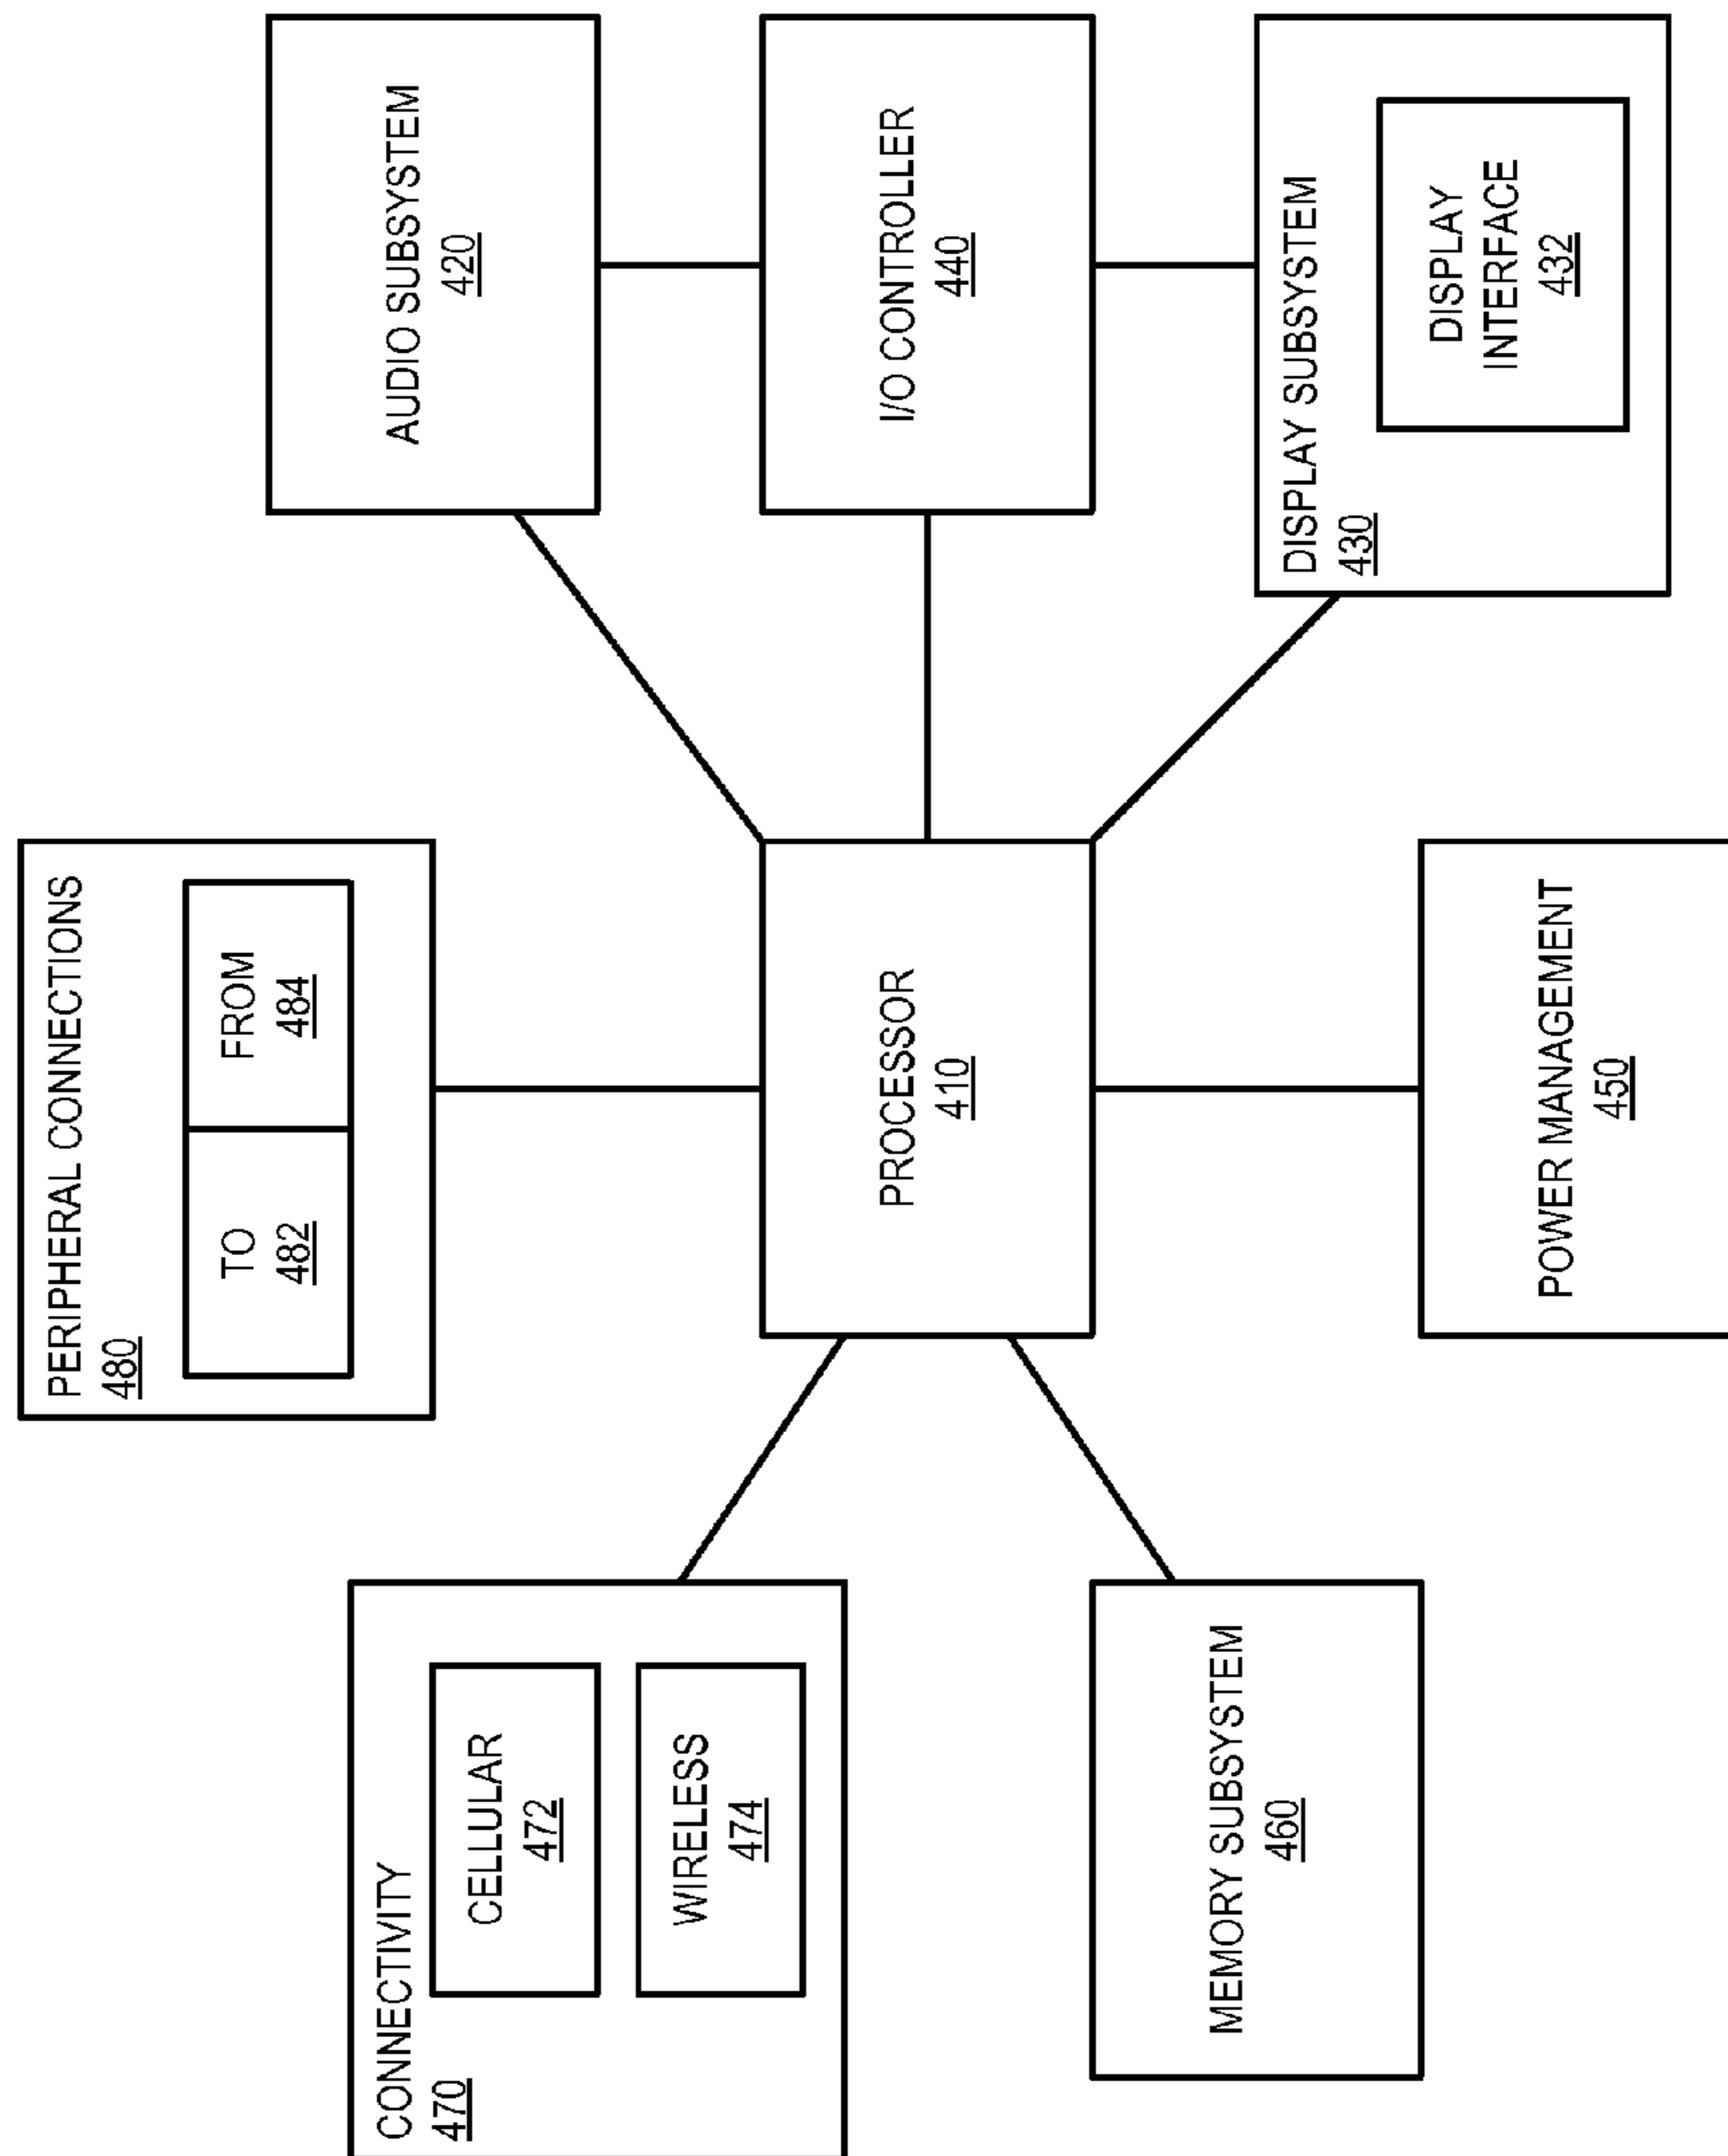 PERIPHERAL CONNECTIONS
480
TO
482
FROM
484
CONNECTIVITY
470
CELLULAR
472
WIRELESS
474
AUDIO SUBSYSTEM
420
PROCESSOR
410
I/O CONTROLLER
440
MEMORY SUBSYSTEM
460
DISPLAY SUBSYSTEM
430
DISPLAY
INTERFACE
432
POWER MANAGEMENT
450